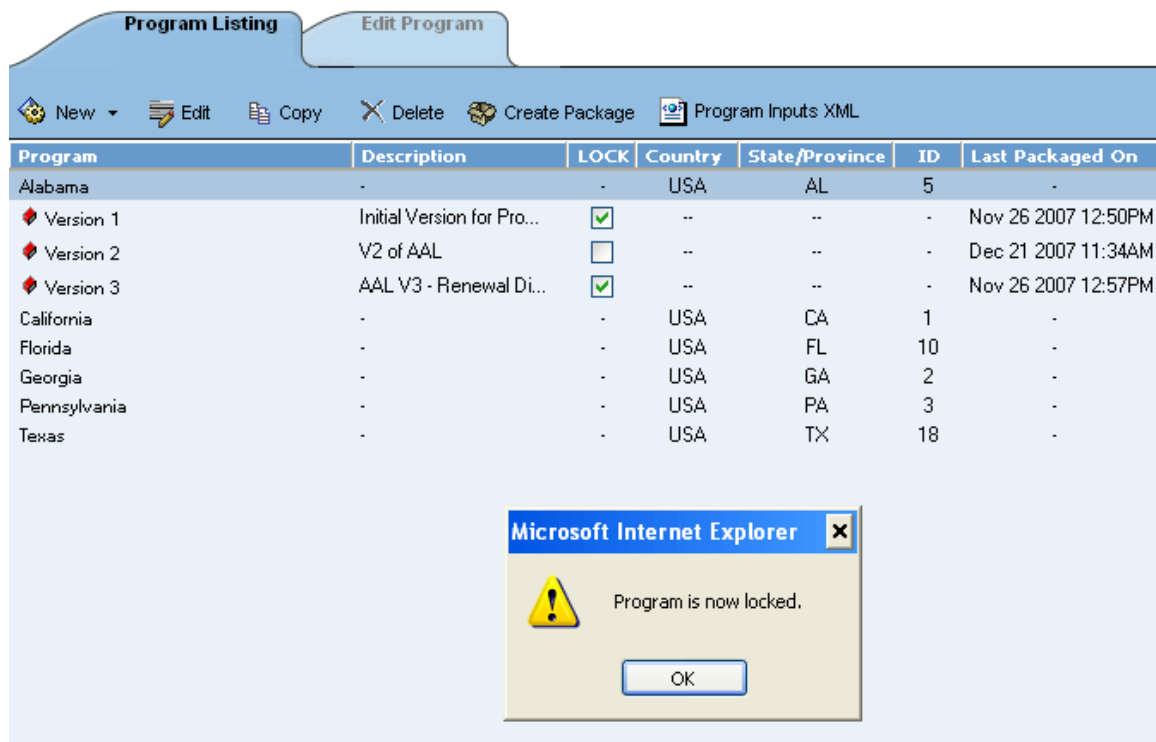 Program Listing Edit Program
New Edit Copy Delete Create Package Program Inputs XML
Program Description LOCK Country State/Province ID Last Packaged On
Alabama - - USA AL 5 -
Version 1 Initial Version for Pro... -- -- - Nov 26 2007 12:50PM
Version 2 V2 of AAL -- -- - Dec 21 2007 11:34AM
Version 3 AAL V3 - Renewal Di... -- -- - Nov 26 2007 12:57PM
California - - USA CA 1 -
Florida - - USA FL 10 -
Georgia - - USA GA 2 -
Pennsylvania - - USA PA 3 -
Texas - - USA TX 18 -
Microsoft Internet Explorer
Program is now locked.
OK